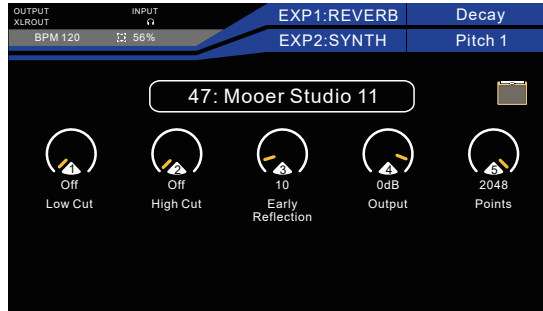 OUTPUT INPUT EXP1:REVERB Decay
XLROUT
BPM 120 56% EXP2:SYNTH Pitch 1
47: Mooer Studio 11
1 2 3 4 5
Off Off 10 0dB 2048
Low Cut High Cut Early Reflection Output Points